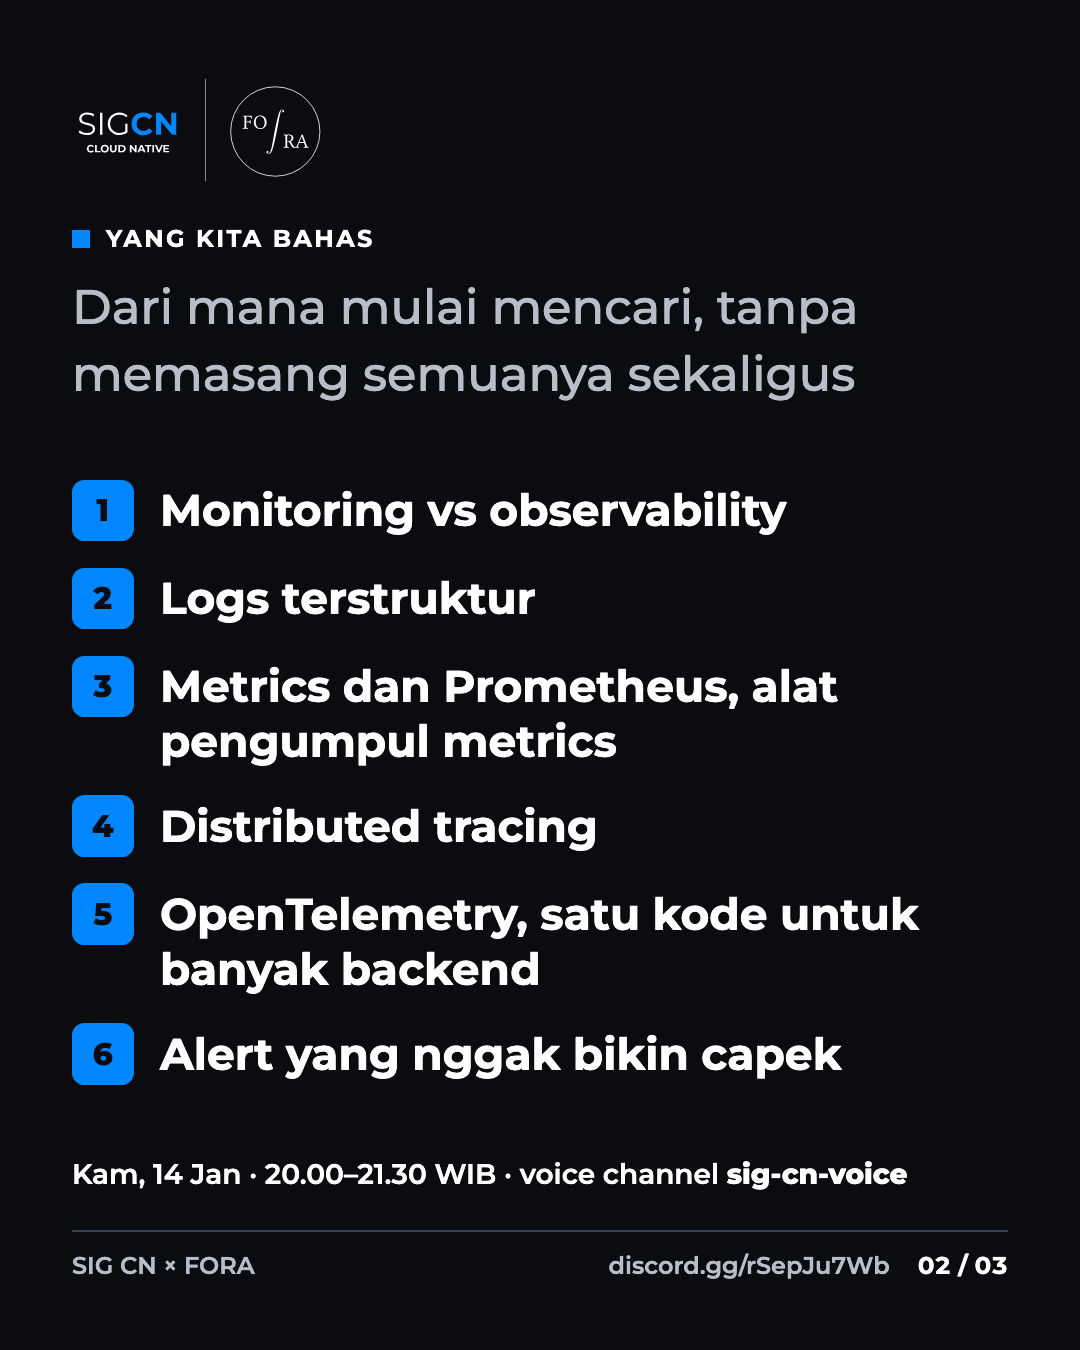 SIGCN
CLOUD NATIVE
FO
RA
YANG KITA BAHAS
Dari mana mulai mencari, tanpa
memasang semuanya sekaligus
1 Monitoring vs observability
2 Logs terstruktur
3 Metrics dan Prometheus, alat
pengumpul metrics
4 Distributed tracing
5 OpenTelemetry, satu kode untuk
banyak backend
6 Alert yang nggak bikin capek
Kam, 14 Jan · 20.00–21.30 WIB · voice channel sig-cn-voice
SIG CN × FORA discord.gg/rSepJu7Wb 02 / 03